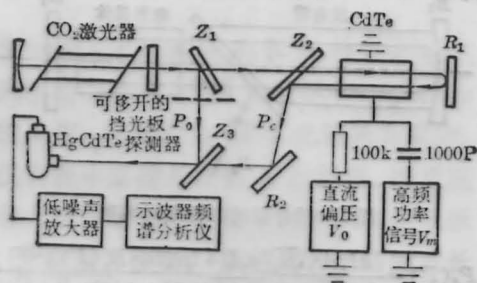 CO₂激光器
Z₁
Z₂
CdTe
R₁
可移开的
挡光板
P₀
P_c
HgCdTe
探测器
Z₃
R₂
100k
1000P
低噪声
放大器
示波器频
谱分析仪
直流
偏压
V₀
高频
功率
信号Vₘ